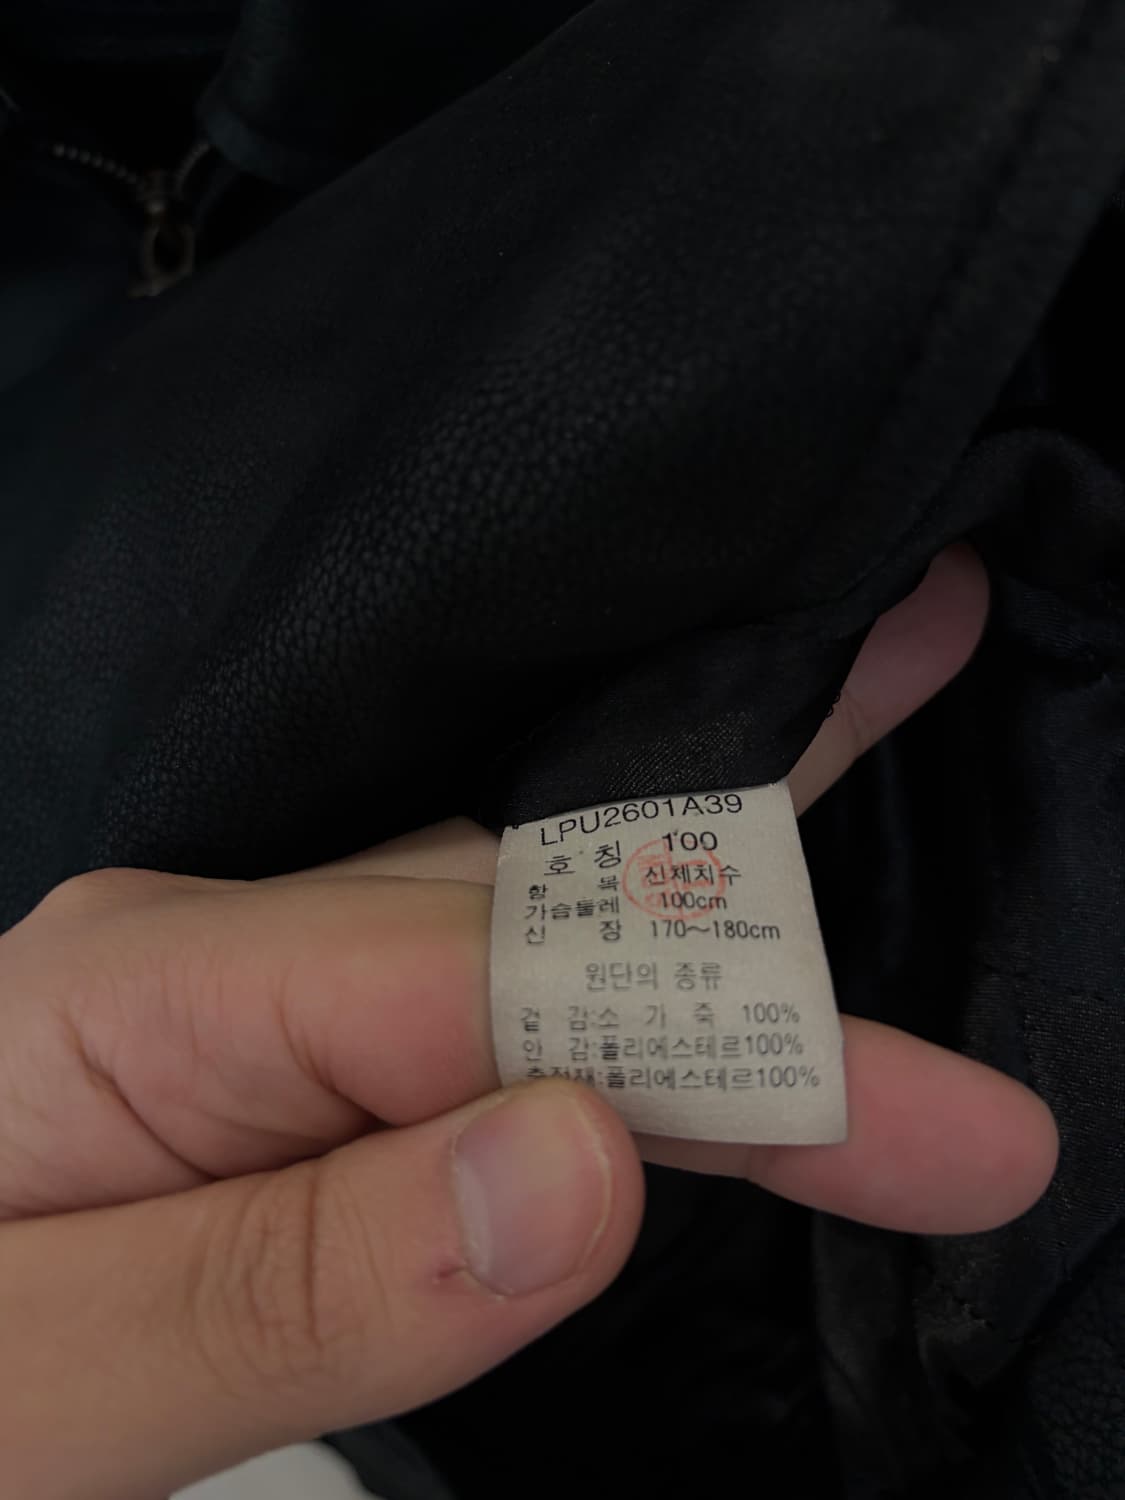 LPU2601A39
호 칭 100
항 목 신체치수
가슴둘레 100cm
신 장 170~180cm
원단의 종류
겉 감:소 가 죽 100%
안 감:폴리에스테르100%
충전재:폴리에스테르100%